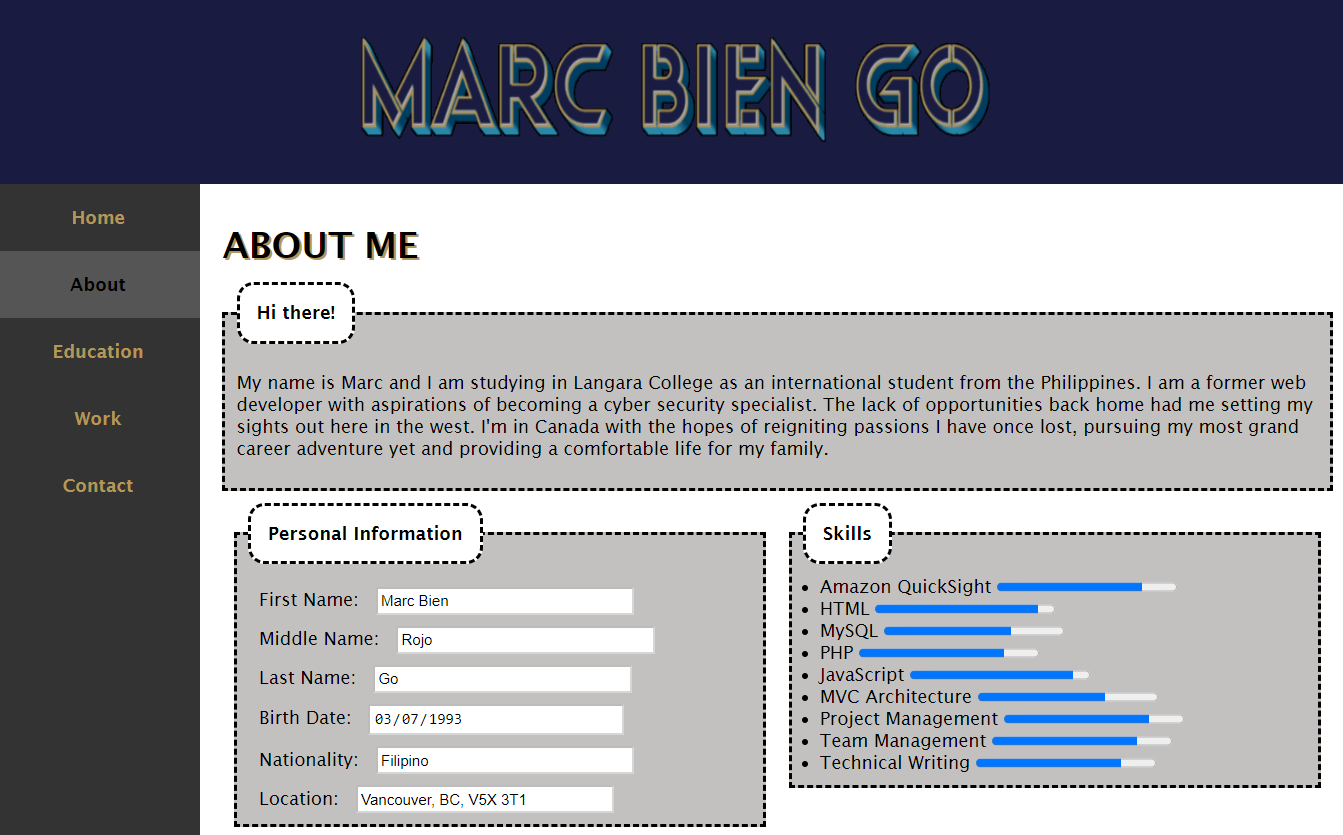 MARC BIEN GO
Home
About
Education
Work
Contact
ABOUT ME
Hi there!
My name is Marc and I am studying in Langara College as an international student from the Philippines. I am a former web
developer with aspirations of becoming a cyber security specialist. The lack of opportunities back home had me setting my
sights out here in the west. I'm in Canada with the hopes of reigniting passions I have once lost, pursuing my most grand
career adventure yet and providing a comfortable life for my family.
Personal Information
First Name: Marc Bien
Middle Name: Rojo
Last Name: Go
Birth Date: 03/07/1993
Nationality: Filipino
Location: Vancouver, BC, V5X 3T1
Skills
Amazon QuickSight
HTML
MySQL
PHP
JavaScript
MVC Architecture
Project Management
Team Management
Technical Writing